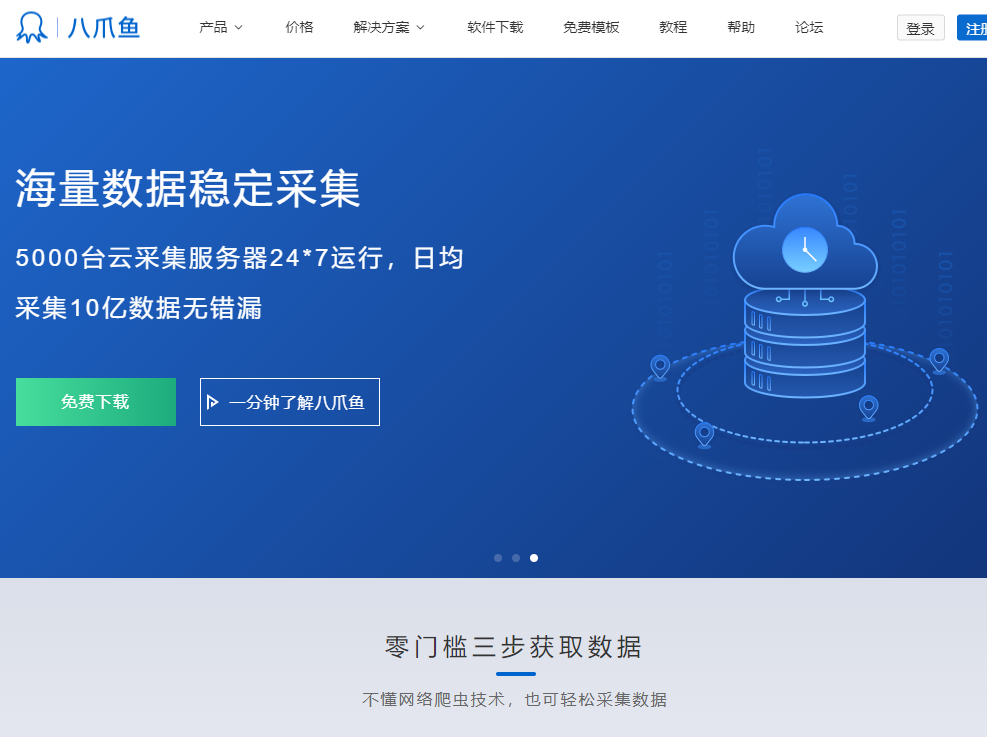 八爪鱼
产品
价格
解决方案
软件下载
免费模板
教程
帮助
论坛
登录
注册
海量数据稳定采集
5000台云采集服务器24*7运行，日均
采集10亿数据无错漏
免费下载
一分钟了解八爪鱼
零门槛三步获取数据
不懂网络爬虫技术，也可轻松采集数据